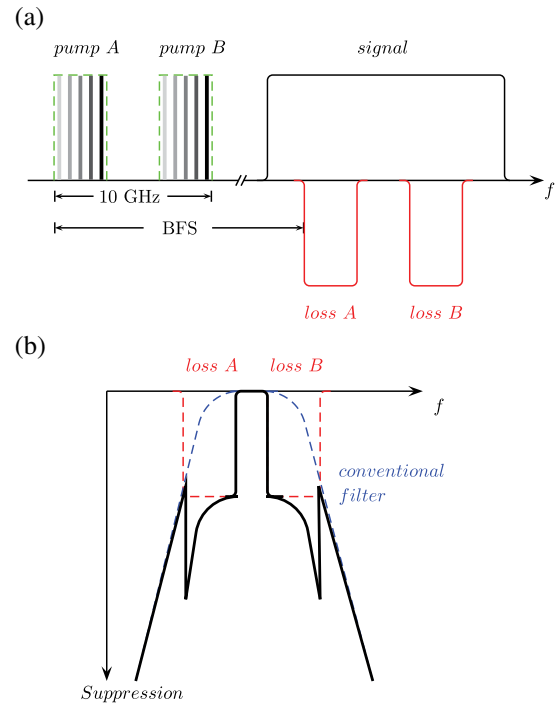 (a)
pump A pump B signal
10 GHz
f
BFS
loss A loss B
(b)
loss A loss B
f
conventional
filter
Suppression